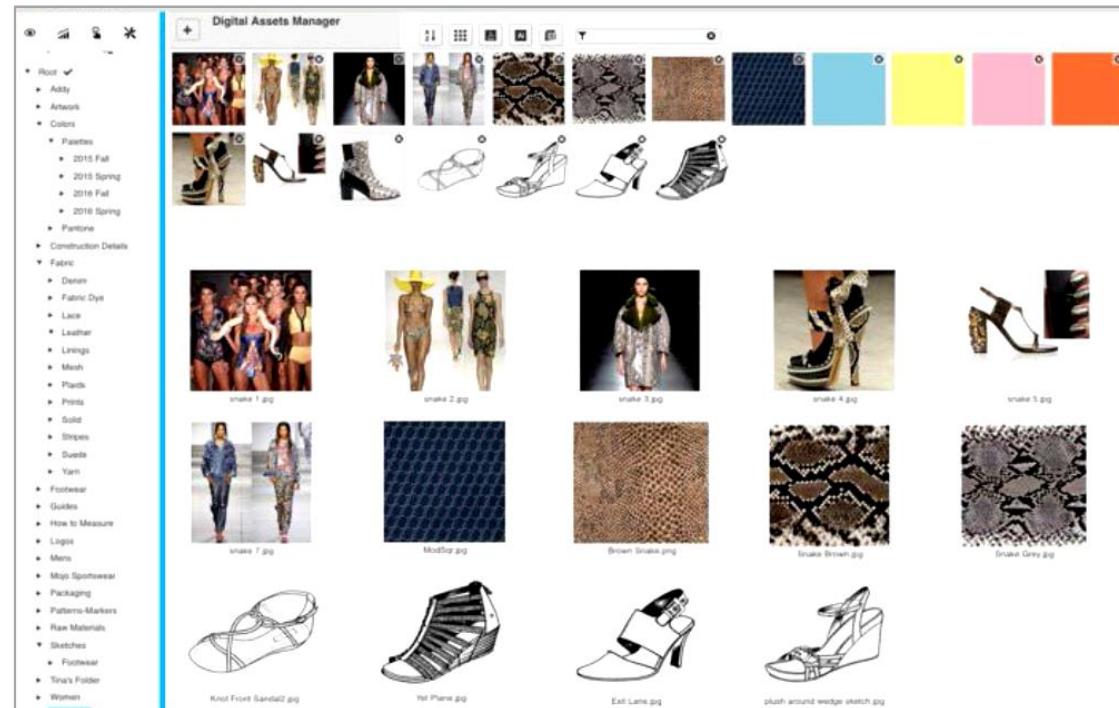 Digital Assets Manager
Root
Addy
Artwork
Colors
Palettes
2015 Fall
2015 Spring
2016 Fall
2016 Spring
Pantone
Construction Details
Fabric
Denim
Fabric Dye
Lace
Leather
Linings
Mesh
Plaids
Prints
Solid
Stripes
Suede
Yarn
Footwear
Guides
How to Measure
Logos
Mens
Mojo Sportswear
Packaging
Patterns-Markers
Raw Materials
Sketches
Footwear
Tina's Folder
Women
snake 1.jpg
snake 2.jpg
snake 3.jpg
snake 4.jpg
snake 5.jpg
snake 7.jpg
ModSqr.jpg
Brown Snake.png
Snake Brown.jpg
Snake Grey.jpg
Knot Front Sandal2.jpg
Yst Plane.jpg
Exit Lane.jpg
plush around wedge sketch.jpg